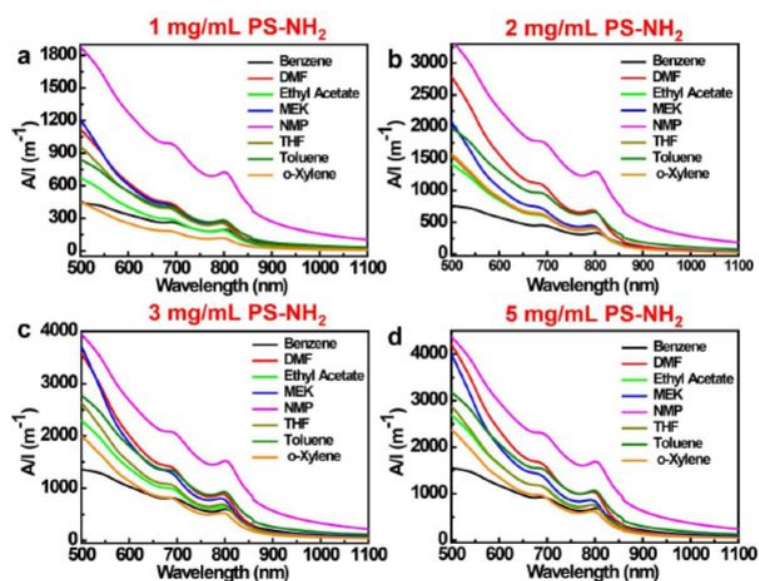 1 mg/mL PS-NH₂
a
A/l (m⁻¹)
1800
1500
1200
900
600
300
0
Benzene
DMF
Ethyl Acetate
MEK
NMP
THF
Toluene
o-Xylene
500 600 700 800 900 1000 1100
Wavelength (nm)
2 mg/mL PS-NH₂
b
A/l (m⁻¹)
3000
2500
2000
1500
1000
500
0
Benzene
DMF
Ethyl Acetate
MEK
NMP
THF
Toluene
o-Xylene
500 600 700 800 900 1000 1100
Wavelength (nm)
3 mg/mL PS-NH₂
c
A/l (m⁻¹)
4000
3000
2000
1000
0
Benzene
DMF
Ethyl Acetate
MEK
NMP
THF
Toluene
o-Xylene
500 600 700 800 900 1000 1100
Wavelength (nm)
5 mg/mL PS-NH₂
d
A/l (m⁻¹)
4000
3000
2000
1000
0
Benzene
DMF
Ethyl Acetate
MEK
NMP
THF
Toluene
o-Xylene
500 600 700 800 900 1000 1100
Wavelength (nm)